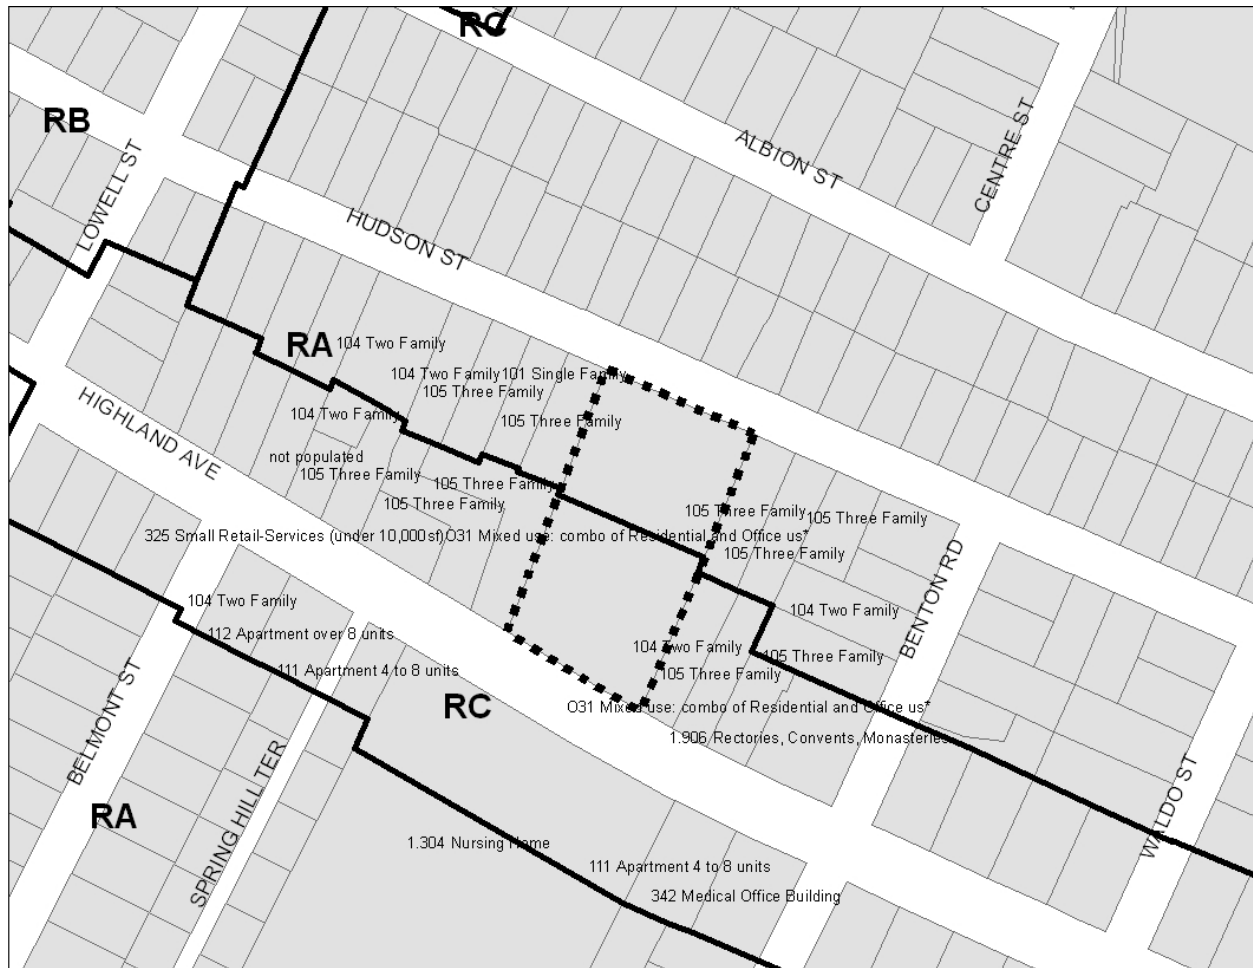 RC
RB
ALBION ST
CENTRE ST
LOWELL ST
HUDSON ST
RA
104 Two Family
104 Two Family
101 Single Family
105 Three Family
HIGHLAND AVE
104 Two Family
105 Three Family
not populated
105 Three Family
105 Three Family
105 Three Family
105 Three Family
105 Three Family
325 Small Retail-Services (under 10,000sf)
O31 Mixed use: combo of Residential and Office us*
105 Three Family
BENTON RD
104 Two Family
104 Two Family
112 Apartment over 8 units
104 Two Family
105 Three Family
111 Apartment 4 to 8 units
105 Three Family
BELMONT ST
RC
O31 Mixed use: combo of Residential and Office us*
1.906 Rectories, Convents, Monasteries
SPRING HILL TER
WALDO ST
RA
1.304 Nursing Home
111 Apartment 4 to 8 units
342 Medical Office Building